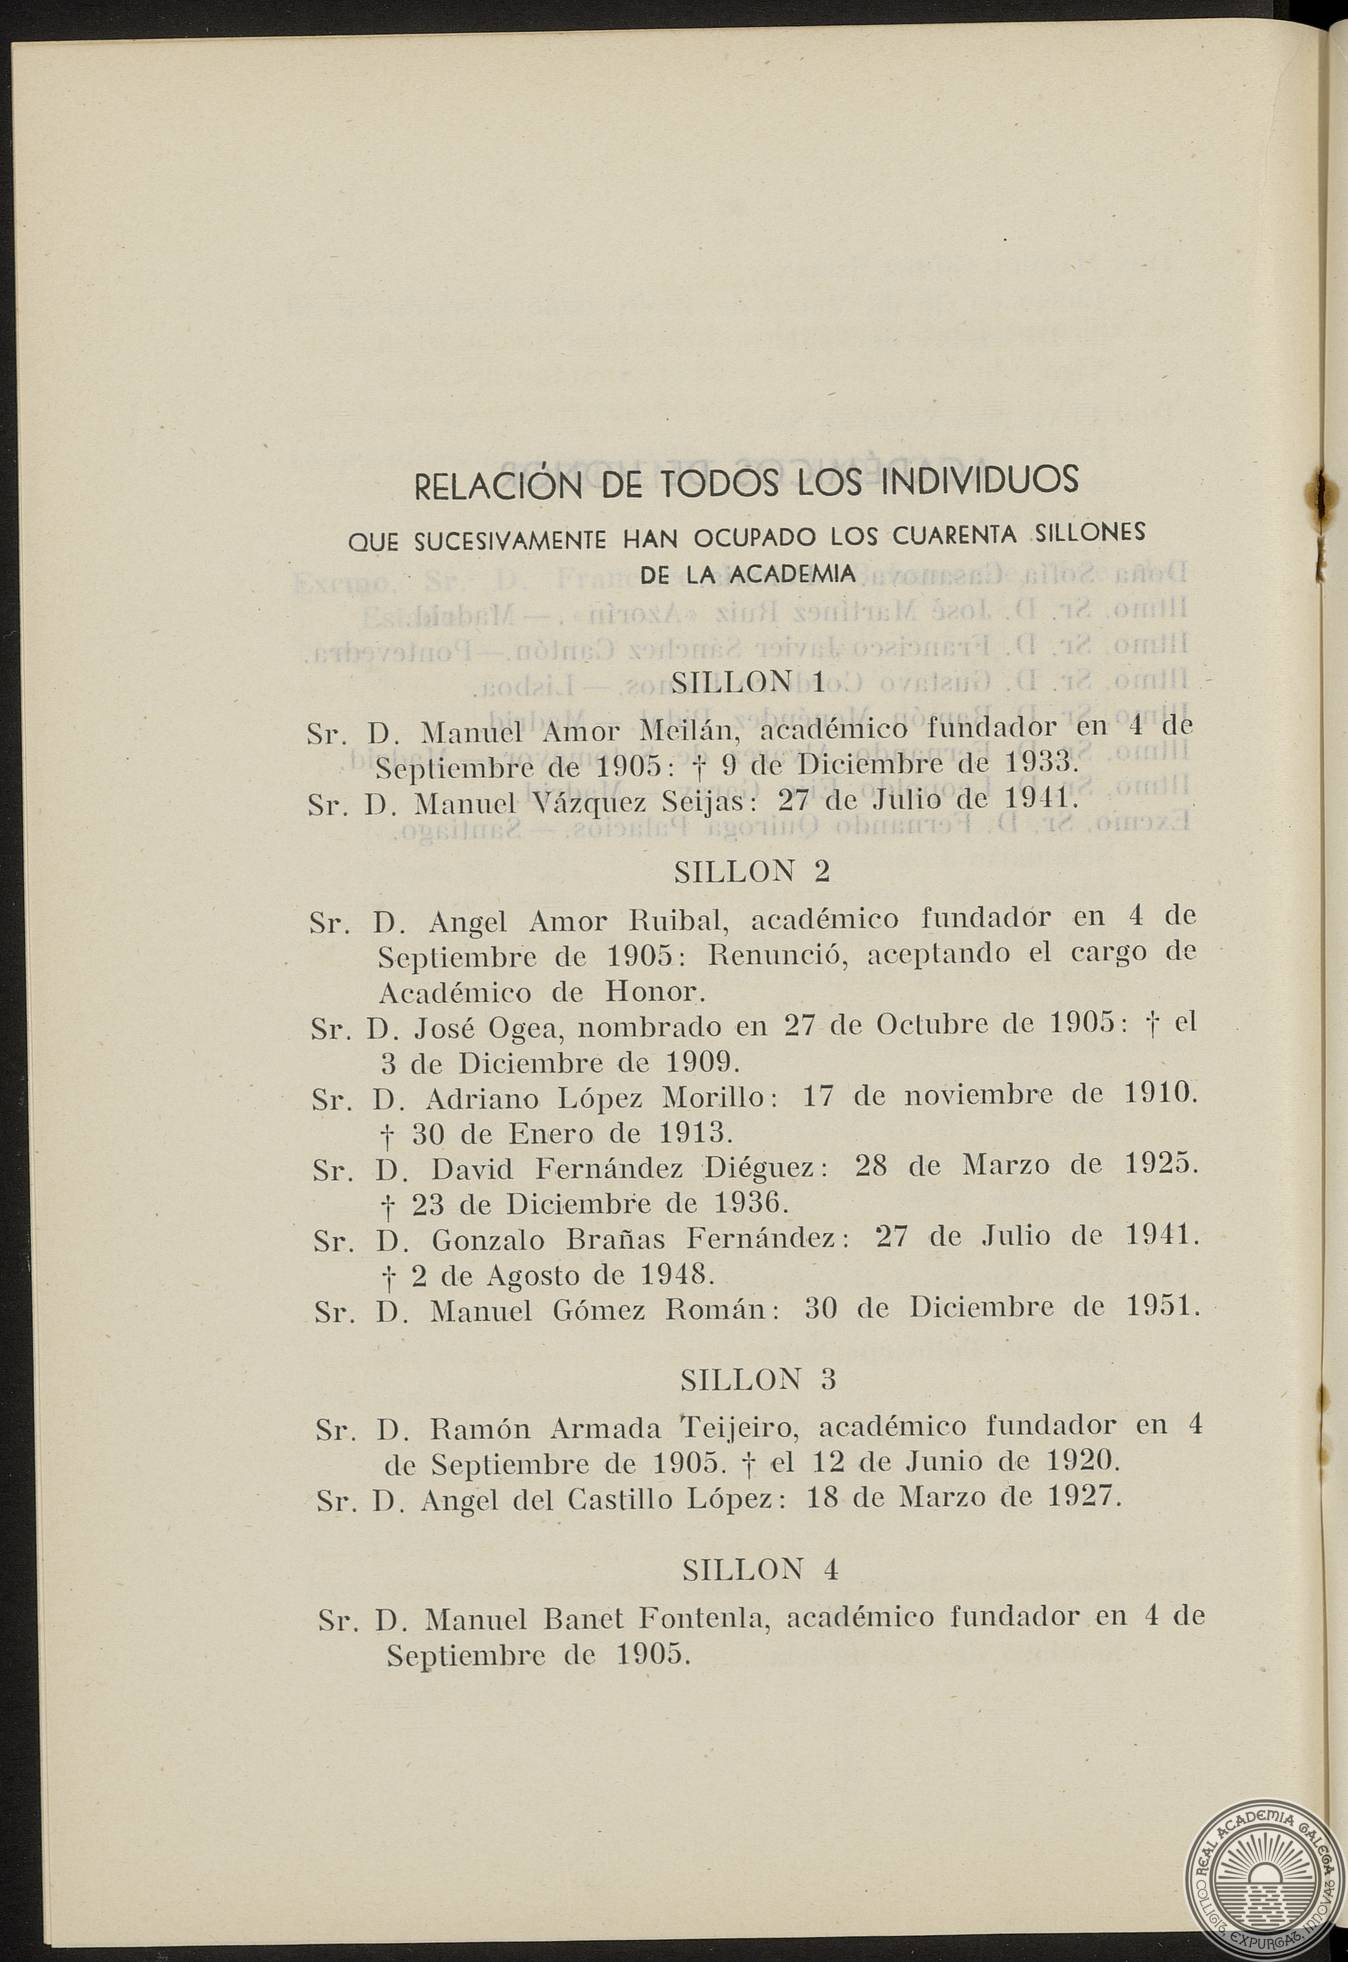 RELACIÓN DE TODOS LOS INDIVIDUOS
QUE SUCESIVAMENTE HAN OCUPADO LOS CUARENTA SILLONES
DE LA ACADEMIA
SILLON 1
Sr. D. Manuel Amor Meilán, académico fundador en 4 de
Septiembre de 1905: † 9 de Diciembre de 1933.
Sr. D. Manuel Vázquez Seijas: 27 de Julio de 1941.
SILLON 2
Sr. D. Angel Amor Ruibal, académico fundador en 4 de
Septiembre de 1905: Renunció, aceptando el cargo de
Académico de Honor.
Sr. D. José Ogea, nombrado en 27 de Octubre de 1905: † el
3 de Diciembre de 1909.
Sr. D. Adriano López Morillo: 17 de noviembre de 1910.
† 30 de Enero de 1913.
Sr. D. David Fernández Diéguez: 28 de Marzo de 1925.
† 23 de Diciembre de 1936.
Sr. D. Gonzalo Brañas Fernández: 27 de Julio de 1941.
† 2 de Agosto de 1948.
Sr. D. Manuel Gómez Román: 30 de Diciembre de 1951.
SILLON 3
Sr. D. Ramón Armada Teijeiro, académico fundador en 4
de Septiembre de 1905. † el 12 de Junio de 1920.
Sr. D. Angel del Castillo López: 18 de Marzo de 1927.
SILLON 4
Sr. D. Manuel Banet Fontenla, académico fundador en 4 de
Septiembre de 1905.
REAL ACADEMIA GALEGA
COLLIGIT, EXPURGAT, INNOVAT